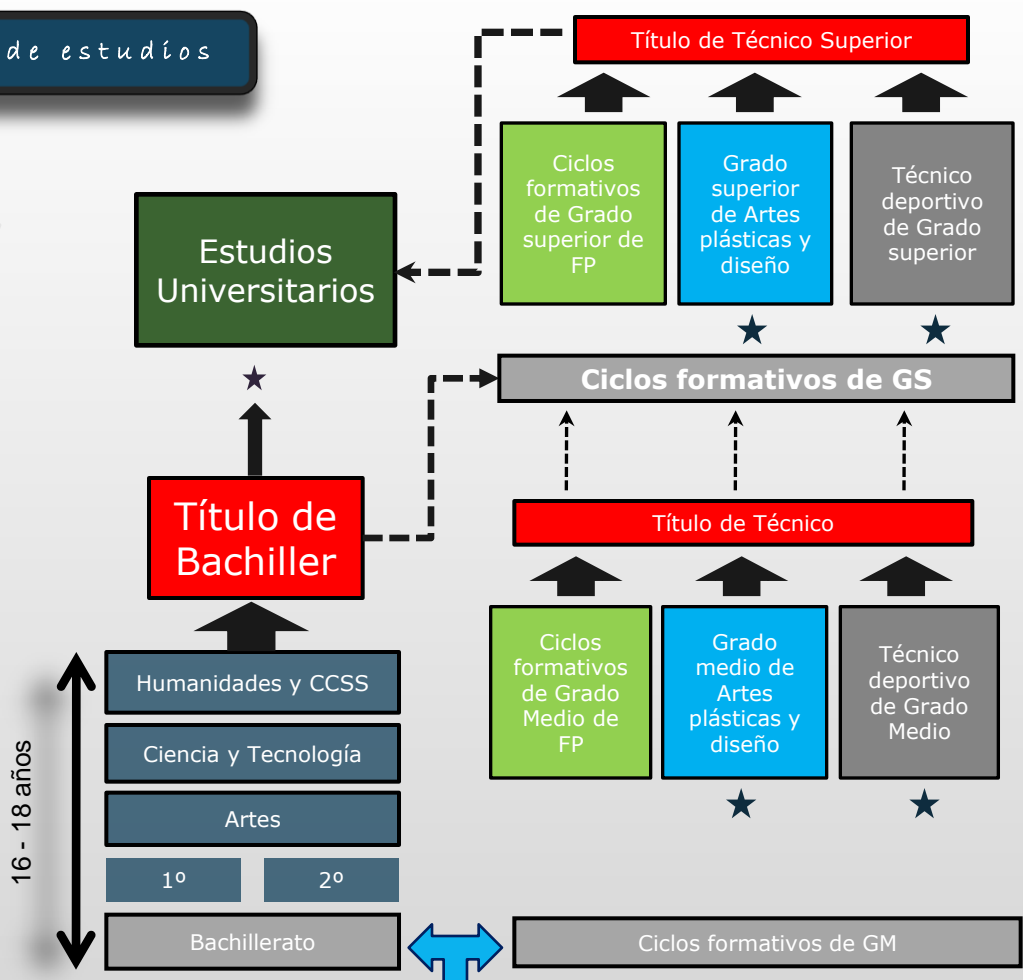 de estudíos
Título de Técnico Superior
Ciclos
formativos
de Grado
superior de
FP
Grado
superior
de Artes
plásticas y
diseño
Técnico
deportivo
de Grado
superior
Estudios
Universitarios
Ciclos formativos de GS
Título de
Bachiller
Título de Técnico
Ciclos
formativos
de Grado
Medio de
FP
Grado
medio de
Artes
plásticas y
diseño
Técnico
deportivo
de Grado
Medio
16 - 18 años
Humanidades y CCSS
Ciencia y Tecnología
Artes
1º
2º
Bachillerato
Ciclos formativos de GM